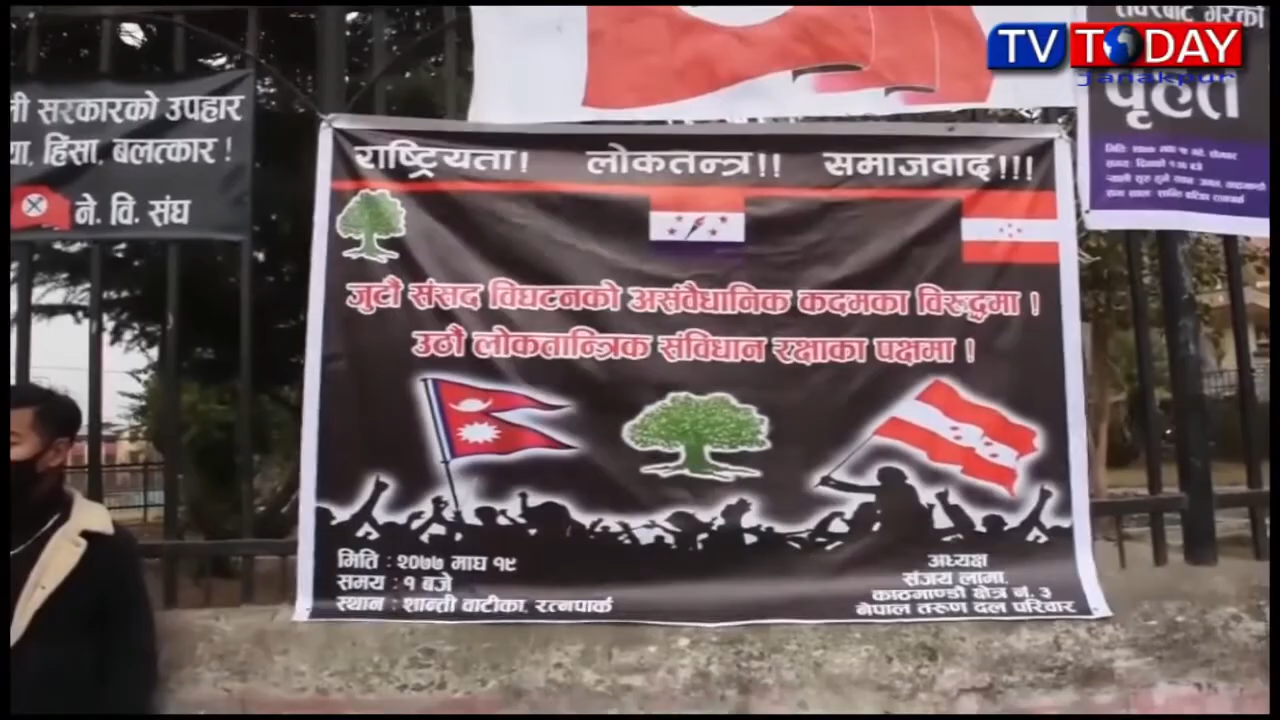 TV TODAY
janakpur
पृतना
सरकारको उपहार
हिंसा, बलत्कार !
ने. वि. संघ
राष्ट्रियता! लोकतन्त्र!! समाजवाद!!!
जुटौ संसद विघटनको असंवैधानिक कदमका विरुद्धमा !
उठौं लोकतान्त्रिक संविधान रक्षाका पक्षमा !
मिति : २०७७ माघ १९
समय : १ बजे
स्थान : शान्ती वाटीका, रत्नपार्क
अध्यक्ष
संजय लामा,
काठमाण्डौ क्षेत्र नं. ३
नेपाल तरुण दल परिवार